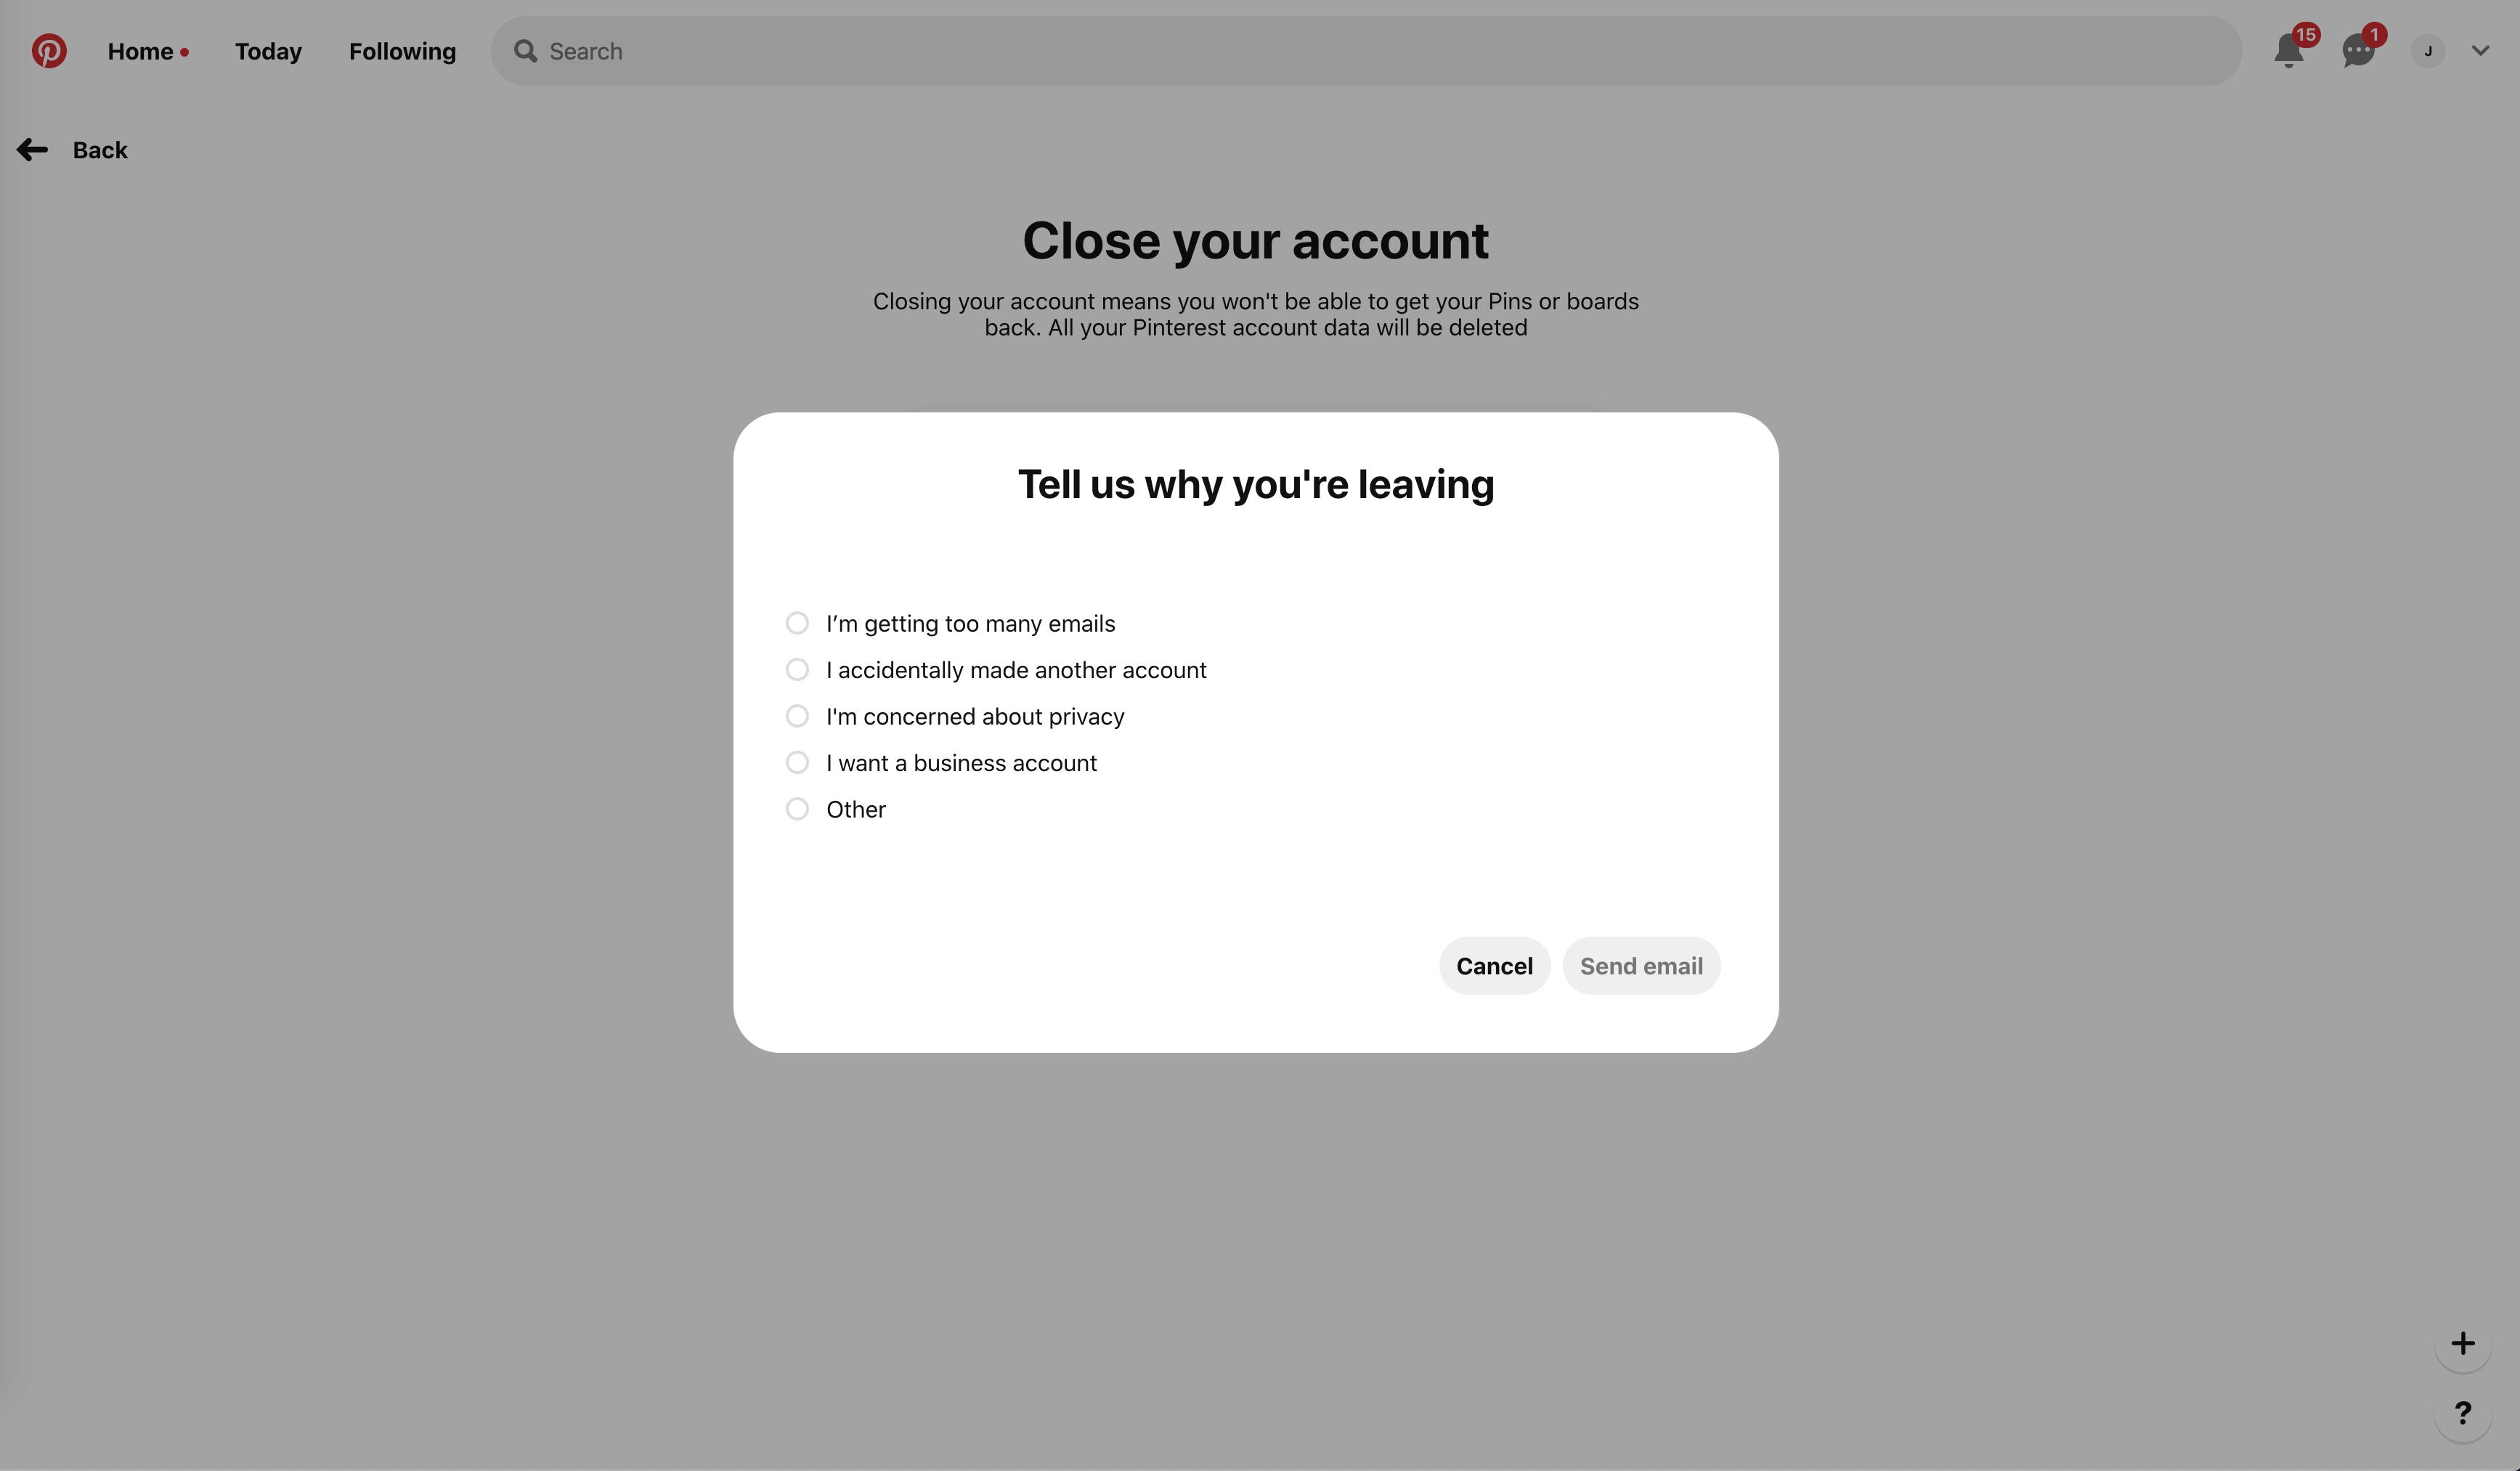 Home
Today
Following
Search
15
1
J
Back
Close your account
Closing your account means you won't be able to get your Pins or boards
back. All your Pinterest account data will be deleted
Tell us why you're leaving
I’m getting too many emails
I accidentally made another account
I'm concerned about privacy
I want a business account
Other
Cancel
Send email
+
?